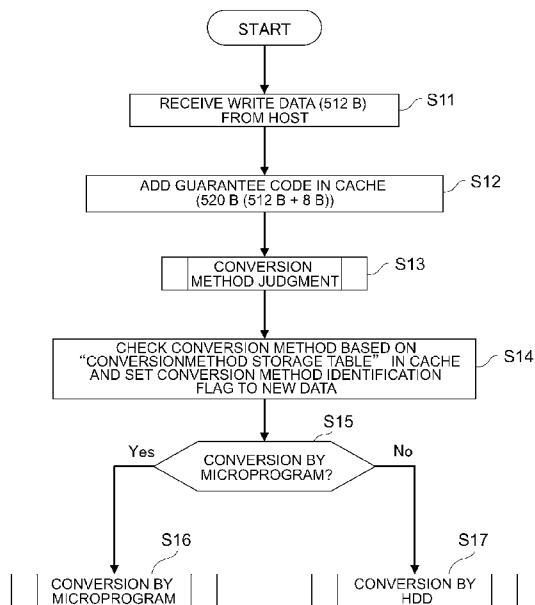 START
RECEIVE WRITE DATA (512 B)
FROM HOST
S11
ADD GUARANTEE CODE IN CACHE
(520 B (512 B + 8 B))
S12
CONVERSION
METHOD JUDGMENT
S13
CHECK CONVERSION METHOD BASED ON
“CONVERSIONMETHOD STORAGE TABLE” IN CACHE
AND SET CONVERSION METHOD IDENTIFICATION
FLAG TO NEW DATA
S14
S15
Yes
CONVERSION BY
MICROPROGRAM?
No
S16
CONVERSION BY
MICROPROGRAM
S17
CONVERSION BY
HDD